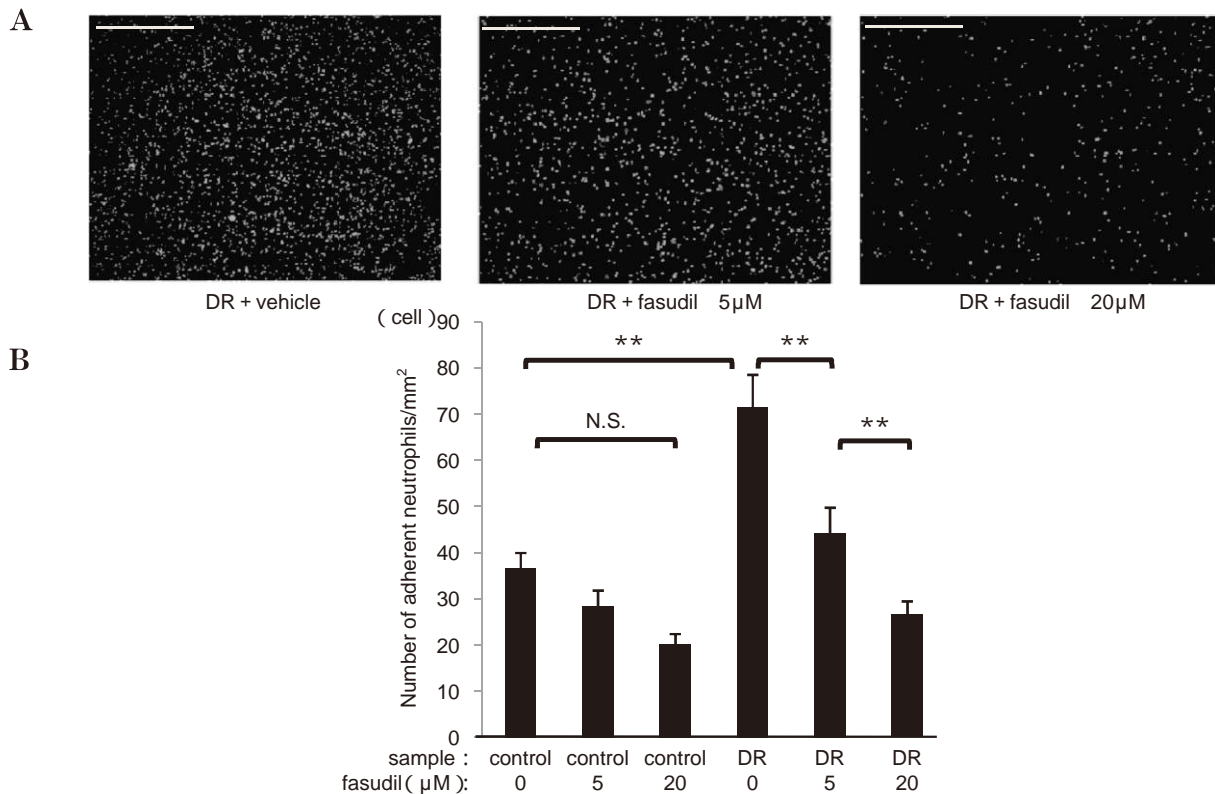 A
DR + vehicle
DR + fasudil 5µM
DR + fasudil 20µM
B
( cell )
Number of adherent neutrophils/mm²
90
80
70
60
50
40
30
20
10
0
**
**
N.S.
**
sample : control control control DR DR DR
fasudil( µM ): 0 5 20 0 5 20